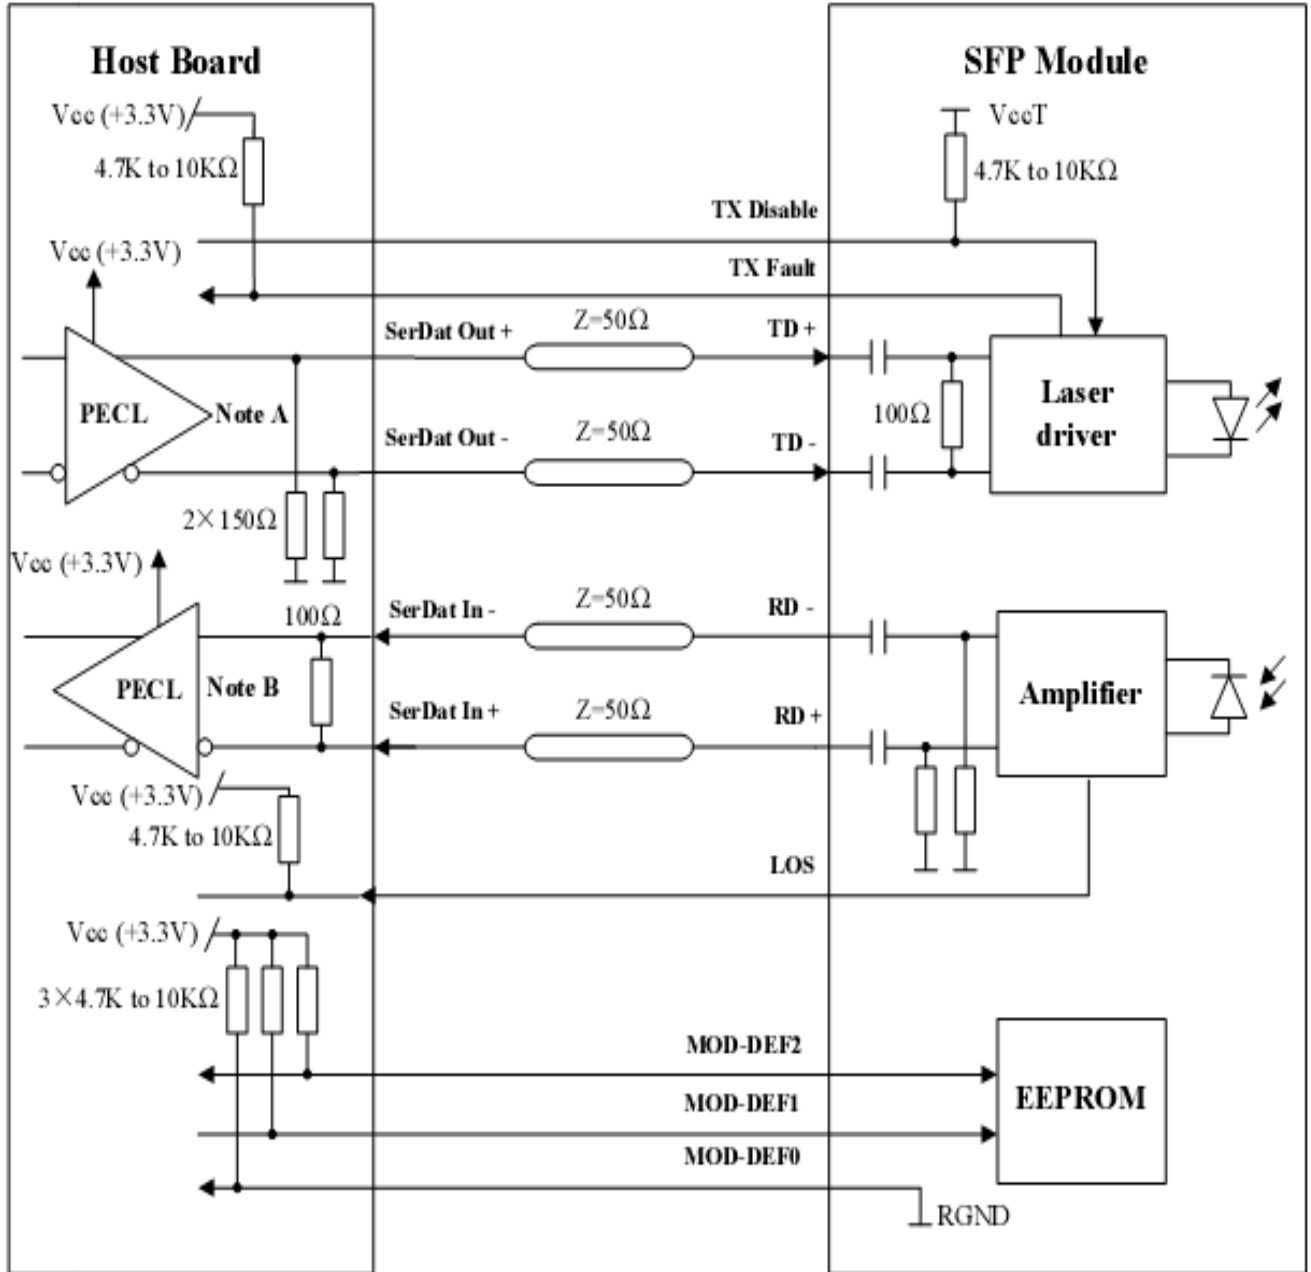 Host Board
SFP Module
Vcc (+3.3V)
VccT
4.7K to 10KΩ
4.7K to 10KΩ
TX Disable
Vcc (+3.3V)
TX Fault
SerDat Out +
Z=50Ω
TD +
PECL
Note A
100Ω
Laser
driver
SerDat Out -
Z=50Ω
TD -
2×150Ω
Vcc (+3.3V)
100Ω
SerDat In -
Z=50Ω
RD -
PECL
Note B
SerDat In +
Z=50Ω
RD +
Amplifier
Vcc (+3.3V)
4.7K to 10KΩ
LOS
Vcc (+3.3V)
3×4.7K to 10KΩ
MOD-DEF2
MOD-DEF1
EEPROM
MOD-DEF0
RGND